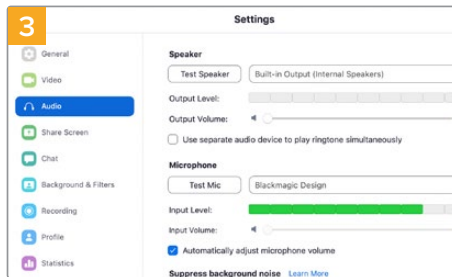 3
Settings
General
Video
Audio
Share Screen
Chat
Background & Filters
Recording
Profile
Statistics
Speaker
Test Speaker Built-in Output (Internal Speakers)
Output Level:
Output Volume:
Use separate audio device to play ringtone simultaneously
Microphone
Test Mic Blackmagic Design
Input Level:
Input Volume:
Automatically adjust microphone volume
Suppress background noise Learn More